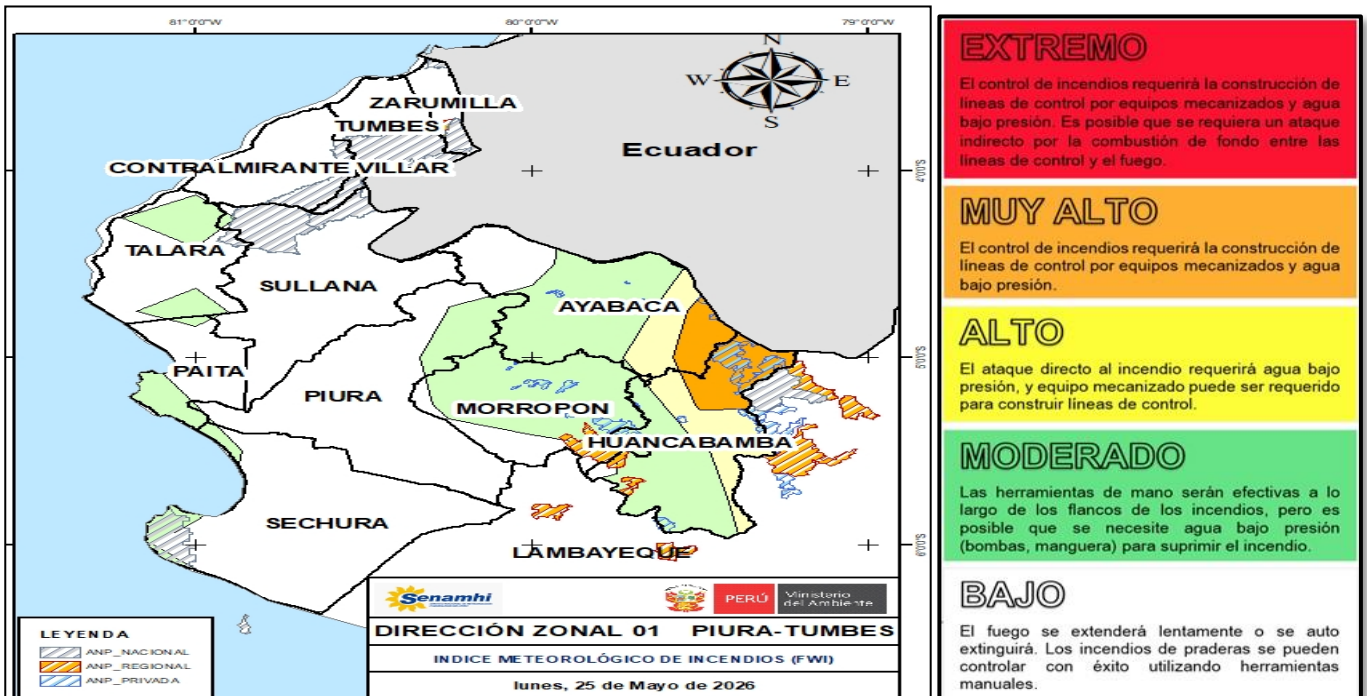 81°0'0"W
80°0'0"W
79°0'0"W
N
W
E
S
ZARUMILLA
TUMBES
Ecuador
CONTRALMIRANTE VILLAR
4°0'0"S
TALARA
SULLANA
AYABACA
5°0'0"S
PAITA
PIURA
MORROPON
HUANCABAMBA
SECHURA
6°0'0"S
LAMBAYEQUE
Senamhi
PERÚ
Ministerio
del Ambiente
DIRECCIÓN ZONAL 01 PIURA-TUMBES
INDICE METEOROLÓGICO DE INCENDIOS (FWI)
lunes, 25 de Mayo de 2026
LEYENDA
ANP_NACIONAL
ANP_REGIONAL
ANP_PRIVADA
EXTREMO
El control de incendios requerirá la construcción de
líneas de control por equipos mecanizados y agua
bajo presión. Es posible que se requiera un ataque
indirecto por la combustión de fondo entre las
líneas de control y el fuego.
MUY ALTO
El control de incendios requerirá la construcción de
líneas de control por equipos mecanizados y agua
bajo presión.
ALTO
El ataque directo al incendio requerirá agua bajo
presión, y equipo mecanizado puede ser requerido
para construir líneas de control.
MODERADO
Las herramientas de mano serán efectivas a lo
largo de los flancos de los incendios, pero es
posible que se necesite agua bajo presión
(bombas, manguera) para suprimir el incendio.
BAJO
El fuego se extenderá lentamente o se auto
extinguirá. Los incendios de praderas se pueden
controlar con éxito utilizando herramientas
manuales.